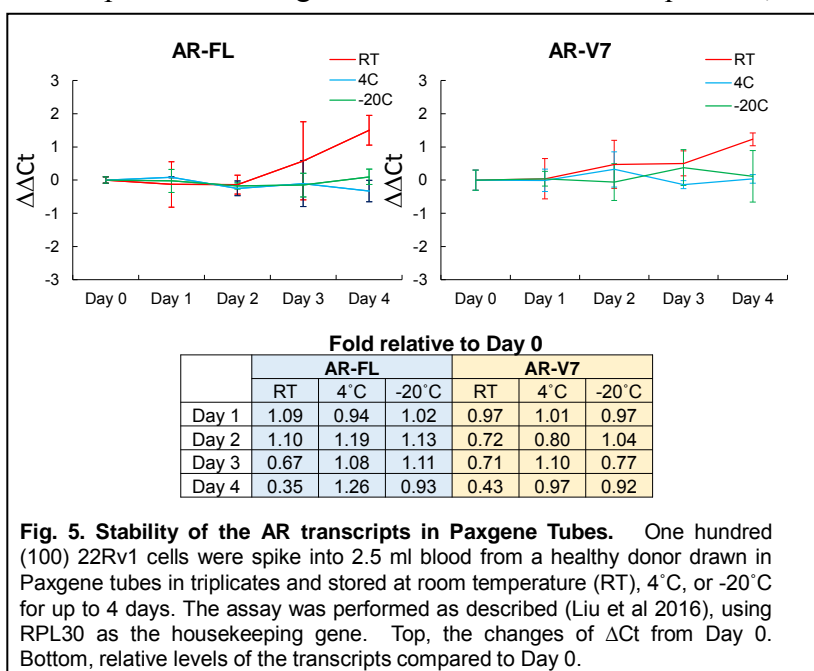 AR-FL
RT
4C
-20C
3
2
1
0
-1
-2
-3
ΔΔCt
Day 0 Day 1 Day 2 Day 3 Day 4
AR-V7
RT
4C
-20C
3
2
1
0
-1
-2
-3
ΔΔCt
Day 0 Day 1 Day 2 Day 3 Day 4
Fold relative to Day 0
AR-FL AR-V7
RT 4˚C -20˚C RT 4˚C -20˚C
Day 1 1.09 0.94 1.02 0.97 1.01 0.97
Day 2 1.10 1.19 1.13 0.72 0.80 1.04
Day 3 0.67 1.08 1.11 0.71 1.10 0.77
Day 4 0.35 1.26 0.93 0.43 0.97 0.92
Fig. 5. Stability of the AR transcripts in Paxgene Tubes. One hundred
(100) 22Rv1 cells were spike into 2.5 ml blood from a healthy donor drawn in
Paxgene tubes in triplicates and stored at room temperature (RT), 4˚C, or -20˚C
for up to 4 days. The assay was performed as described (Liu et al 2016), using
RPL30 as the housekeeping gene. Top, the changes of ΔCt from Day 0.
Bottom, relative levels of the transcripts compared to Day 0.